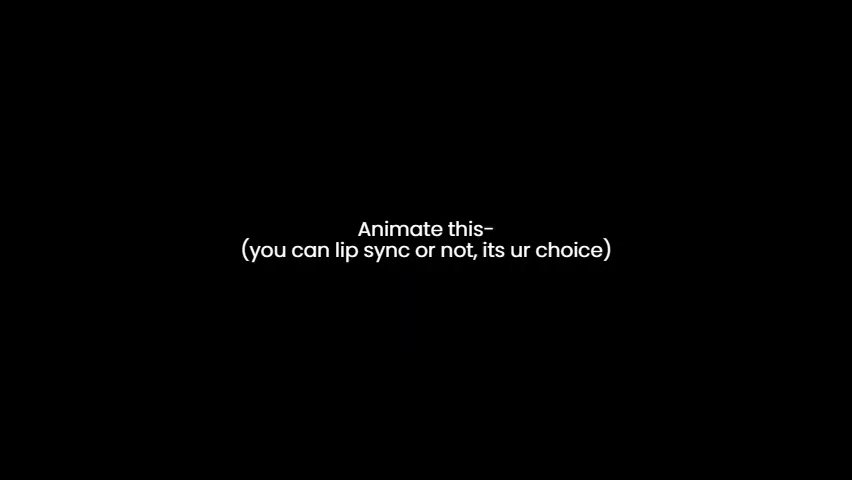 Animate this-
(you can lip sync or not, its ur choice)